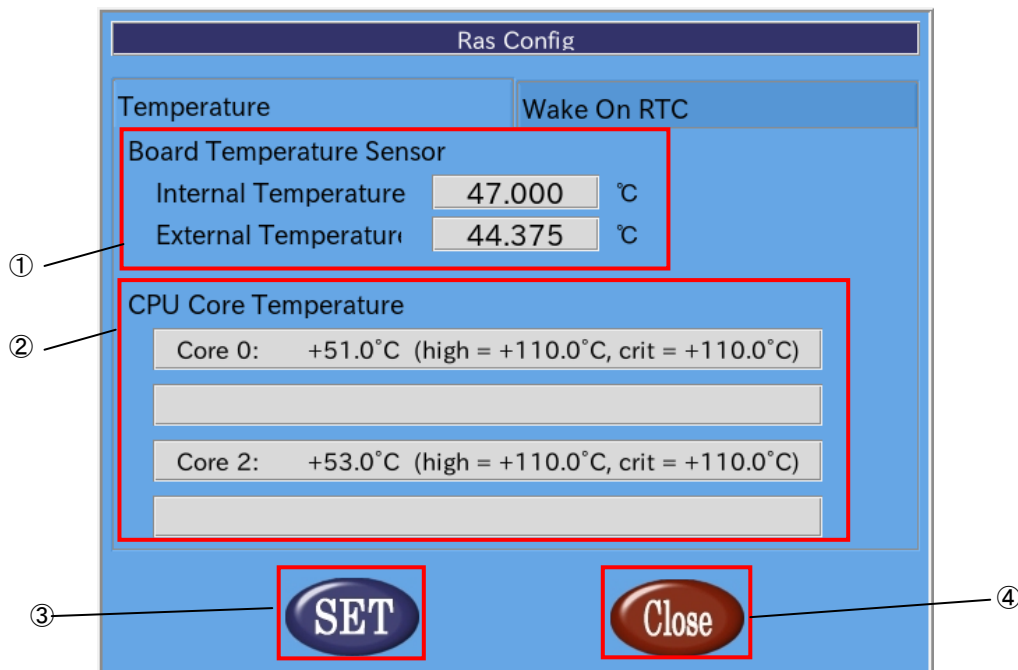 Ras Config
Temperature
Wake On RTC
Board Temperature Sensor
Internal Temperature 47.000 ℃
External Temperatur 44.375 ℃
①
CPU Core Temperature
②
Core 0: +51.0°C (high = +110.0°C, crit = +110.0°C)
Core 2: +53.0°C (high = +110.0°C, crit = +110.0°C)
③
SET
Close
④